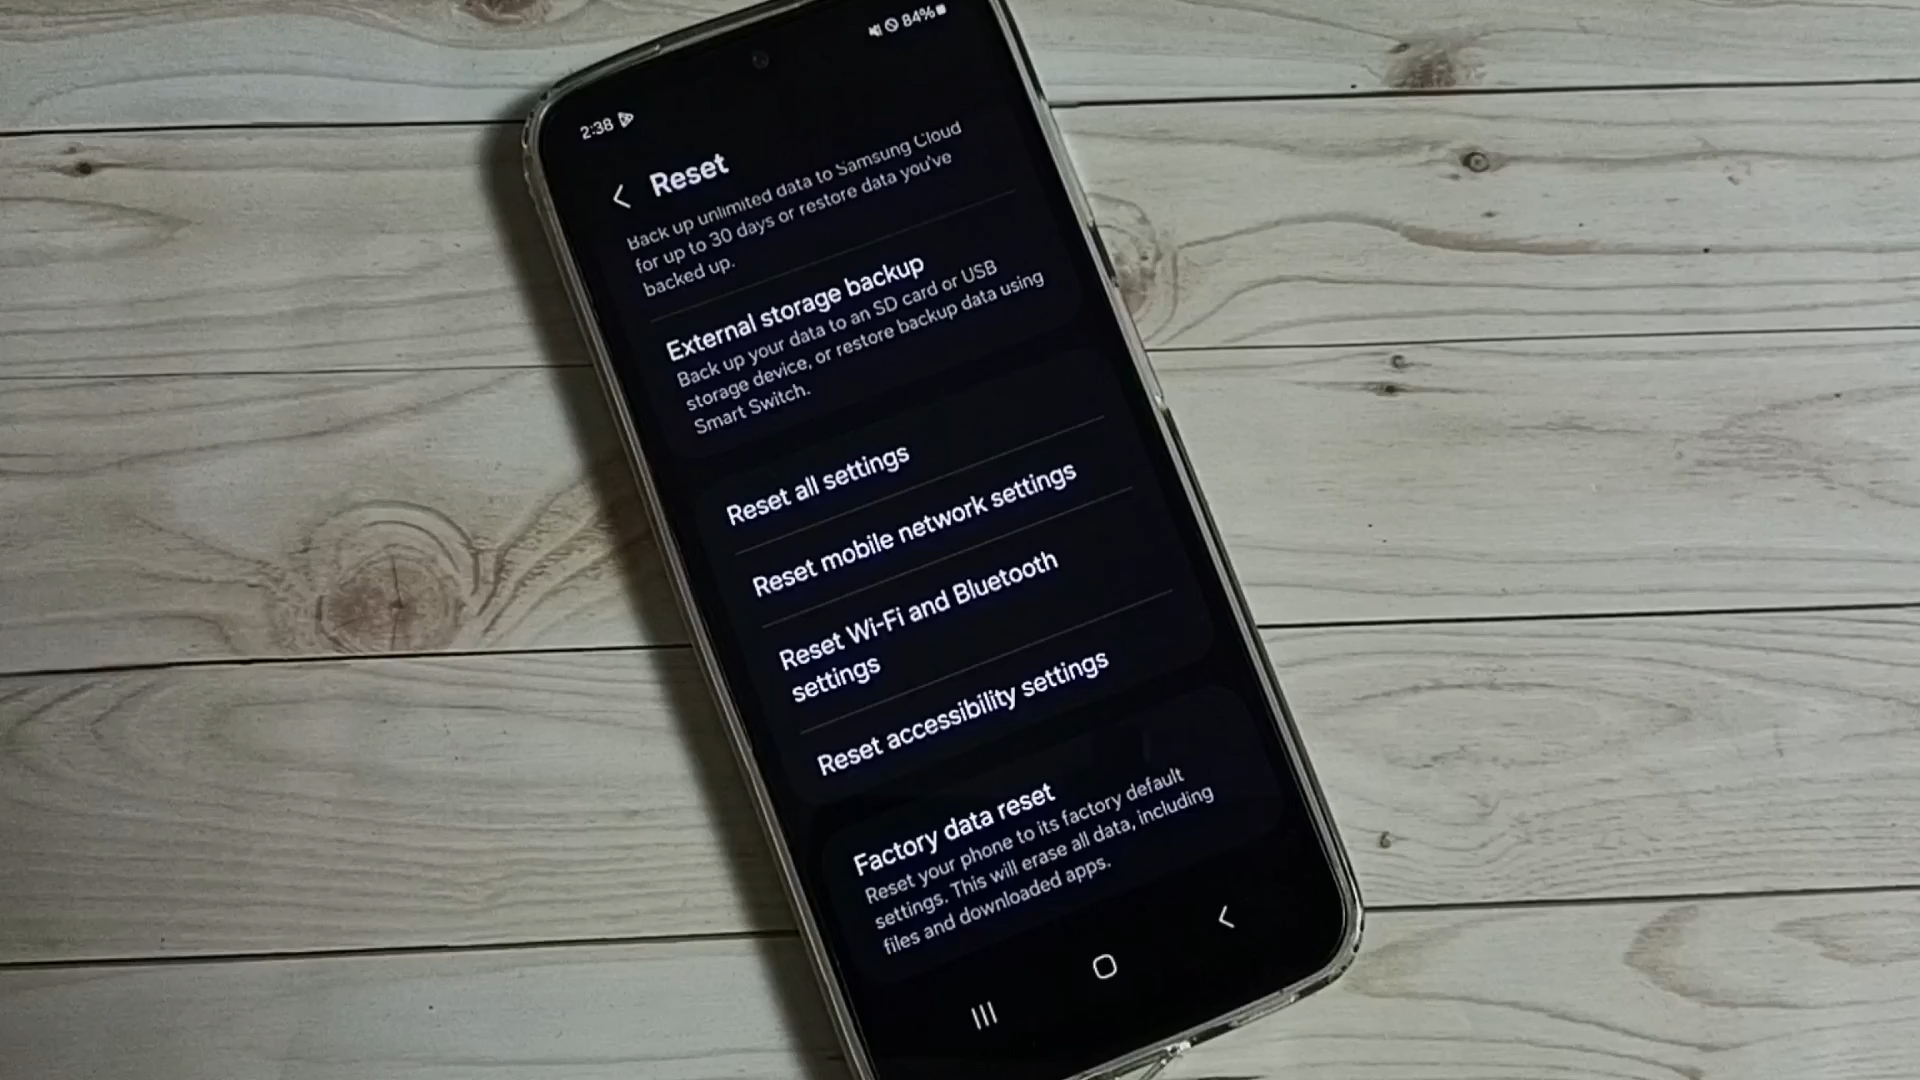 84%
2:38
Reset
Back up unlimited data to Samsung Cloud
for up to 30 days or restore data you've
backed up.
External storage backup
Back up your data to an SD card or USB
storage device, or restore backup data using
Smart Switch.
Reset all settings
Reset mobile network settings
Reset Wi-Fi and Bluetooth
settings
Reset accessibility settings
Factory data reset
Reset your phone to its factory default
settings. This will erase all data, including
files and downloaded apps.